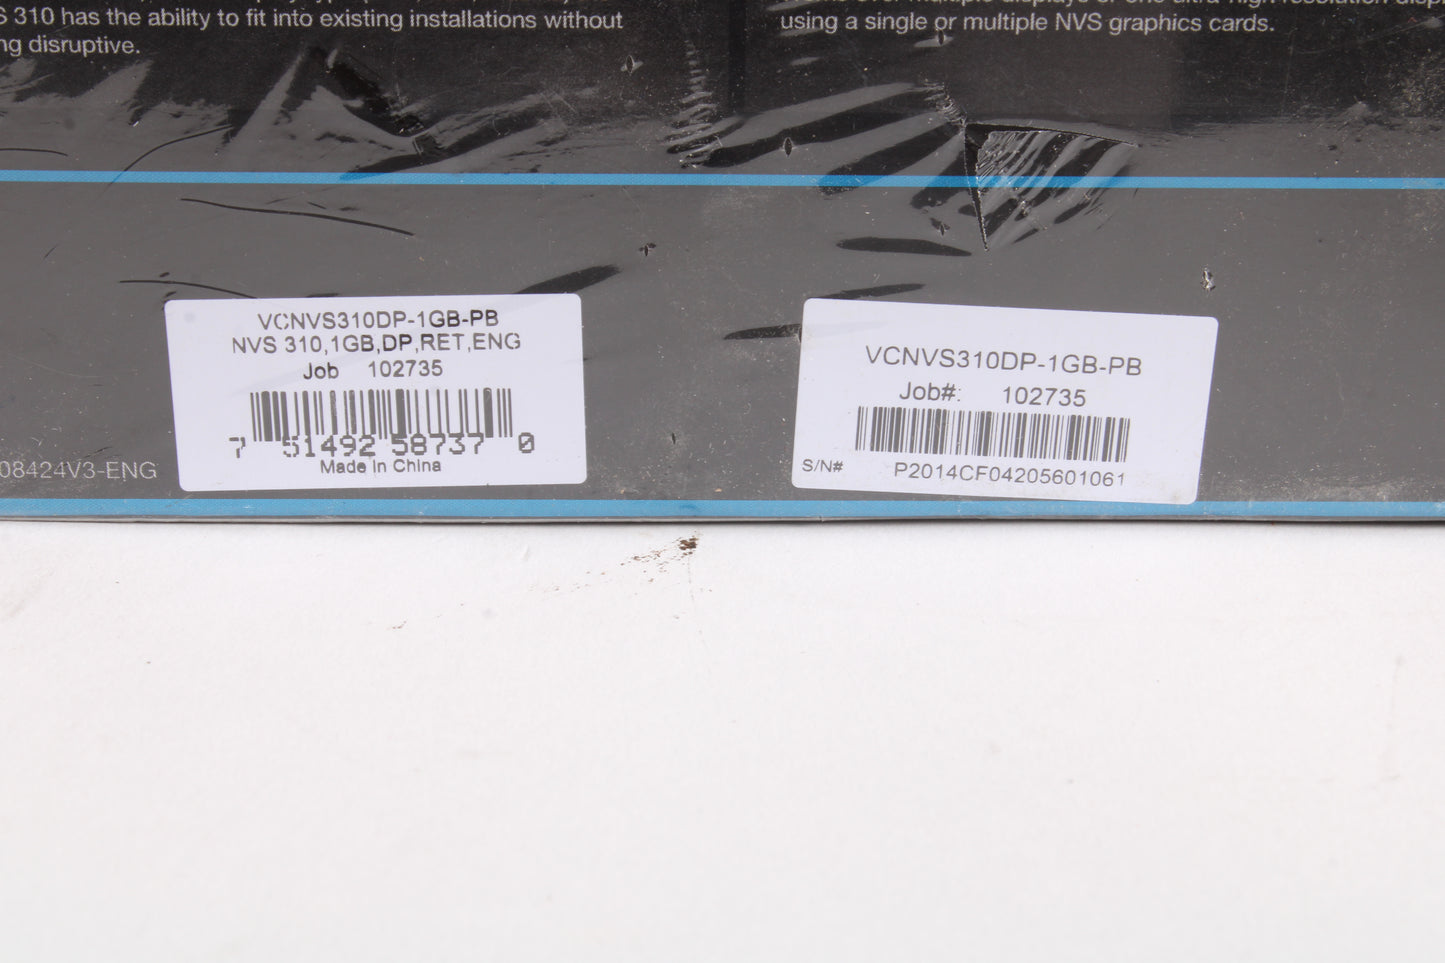 S 310 has the ability to fit into existing installations without
ng disruptive.
using a single or multiple NVS graphics cards.
VCNVS310DP-1GB-PB
NVS 310,1GB,DP,RET,ENG
Job 102735
7 51492 58737 0
Made in China
08424V3-ENG
VCNVS310DP-1GB-PB
Job#: 102735
S/N# P2014CF04205601061